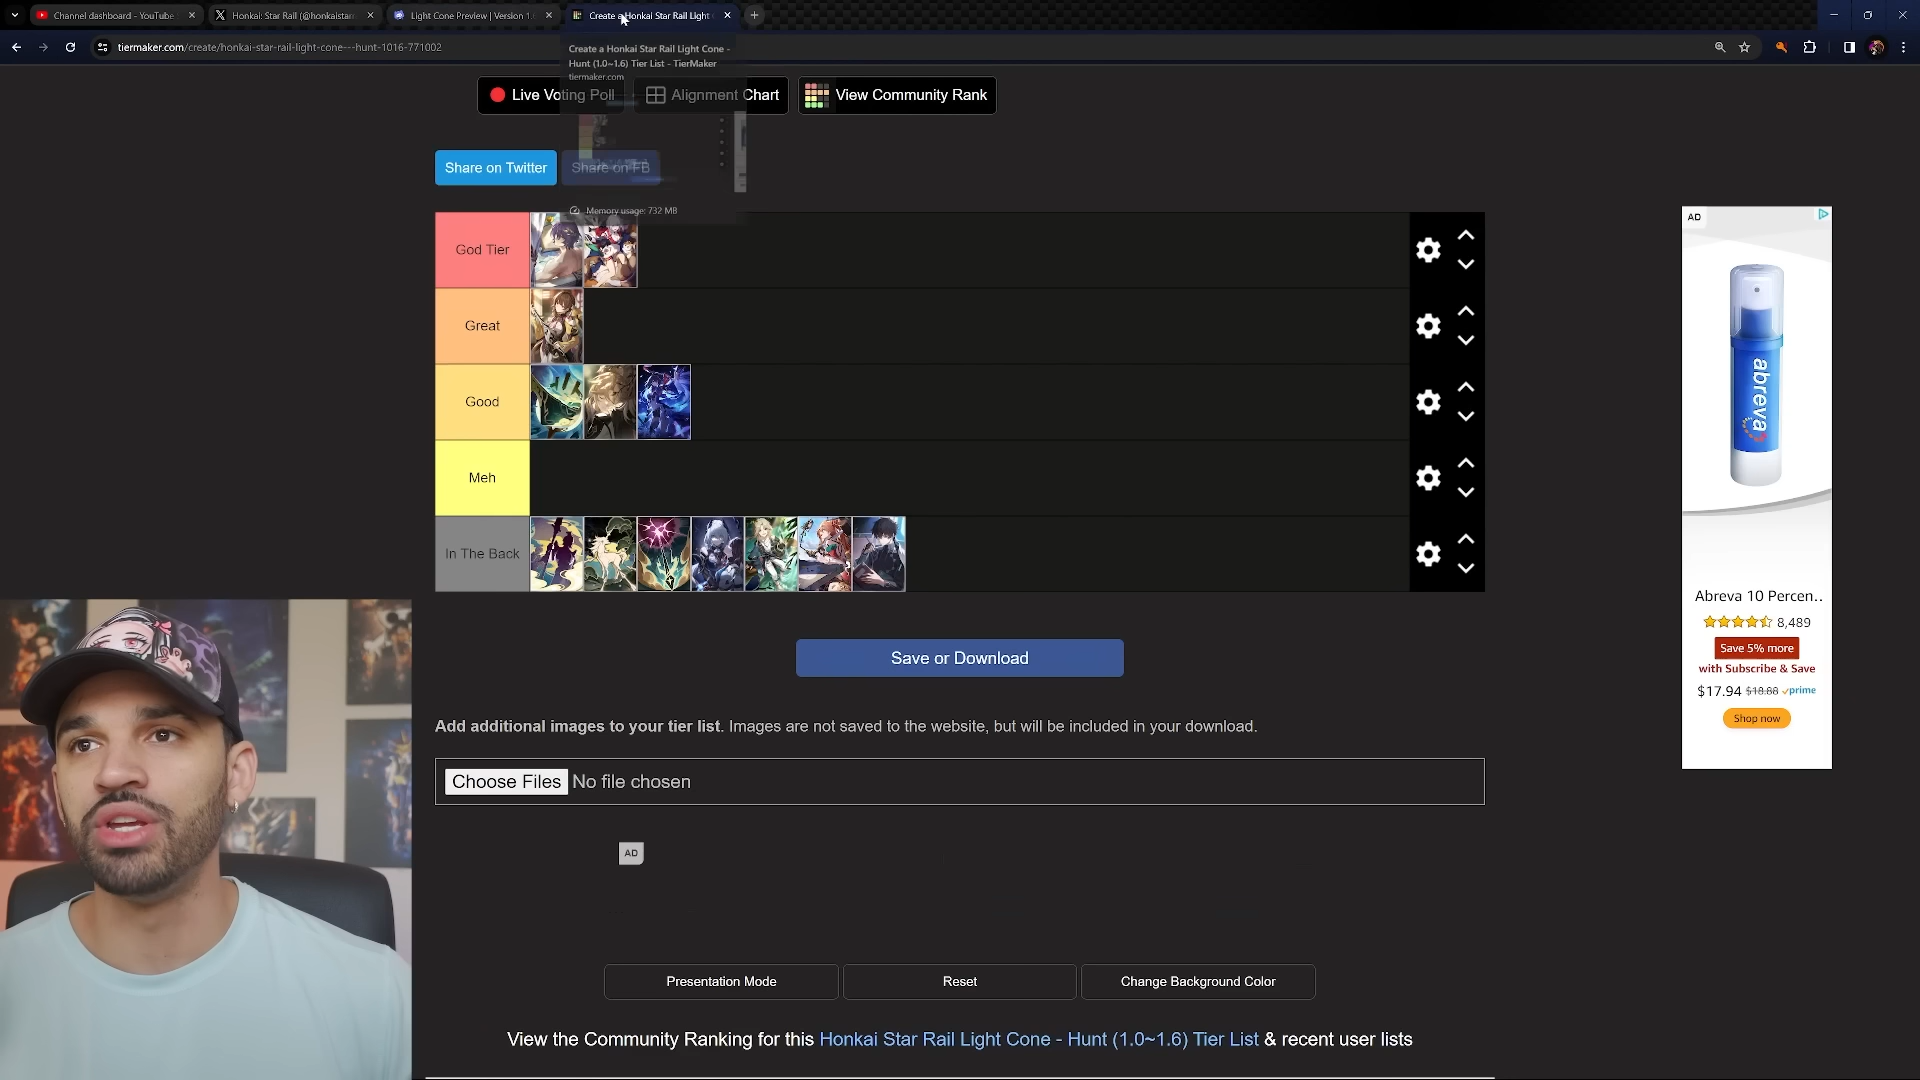 Channel dashboard - YouTube
Honkai: Star Rail (@honkaistar
Light Cone Preview | Version 1.
Create a Honkai Star Rail Light
tiermaker.com/create/honkai-star-rail-light-cone---hunt-1016-771002
Create a Honkai Star Rail Light Cone -
Hunt (1.0~1.6) Tier List - TierMaker
tiermaker.com
Live Voting Poll
Alignment Chart
View Community Rank
Share on Twitter
Share on FB
Memory usage: 732 MB
God Tier
Great
Good
Meh
In The Back
Save or Download
Add additional images to your tier list. Images are not saved to the website, but will be included in your download.
Choose Files No file chosen
AD
Presentation Mode
Reset
Change Background Color
View the Community Ranking for this Honkai Star Rail Light Cone - Hunt (1.0~1.6) Tier List & recent user lists
AD
abreva
Abreva 10 Percen..
8,489
Save 5% more
with Subscribe & Save
$17.94 $18.88 prime
Shop now